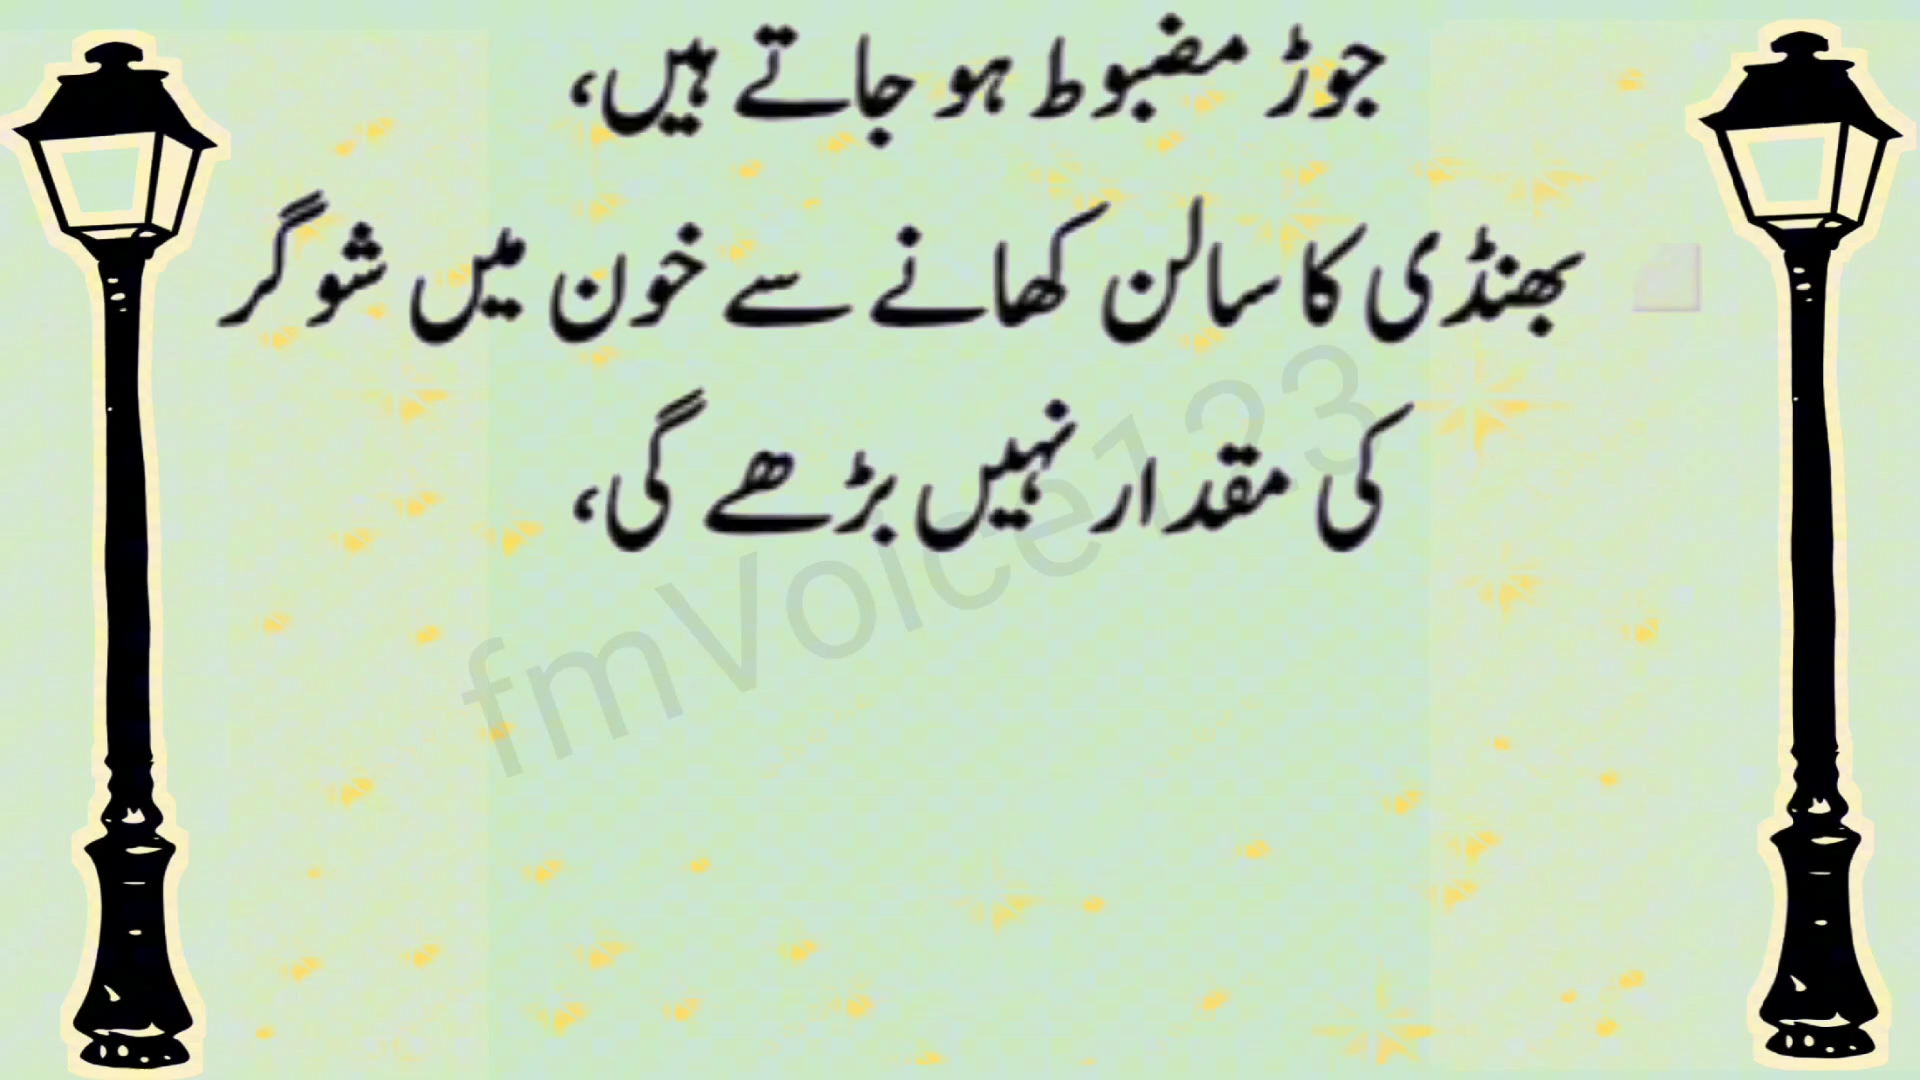 جوڑ مضبوط ہو جاتے ہیں،
بھنڈی کا سالن کھانے سے خون میں شوگر
کی مقدار نہیں بڑھے گی،
fmVoice123